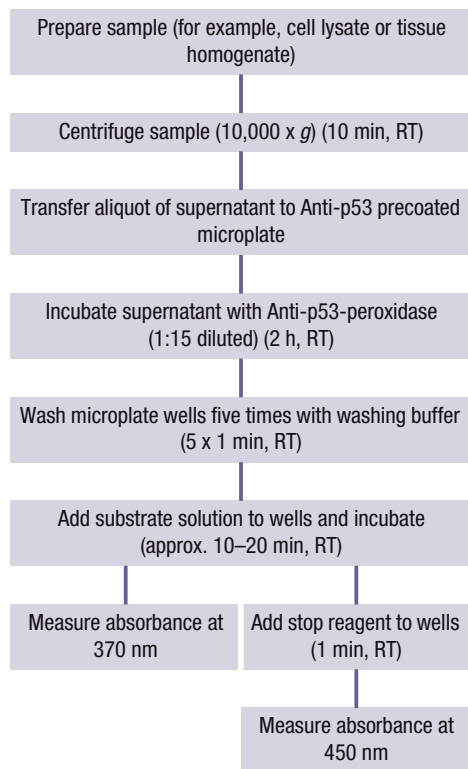 Prepare sample (for example, cell lysate or tissue
homogenate)
Centrifuge sample (10,000 x g) (10 min, RT)
Transfer aliquot of supernatant to Anti-p53 precoated
microplate
Incubate supernatant with Anti-p53-peroxidase
(1:15 diluted) (2 h, RT)
Wash microplate wells five times with washing buffer
(5 x 1 min, RT)
Add substrate solution to wells and incubate
(approx. 10–20 min, RT)
Measure absorbance at
370 nm
Add stop reagent to wells
(1 min, RT)
Measure absorbance at
450 nm